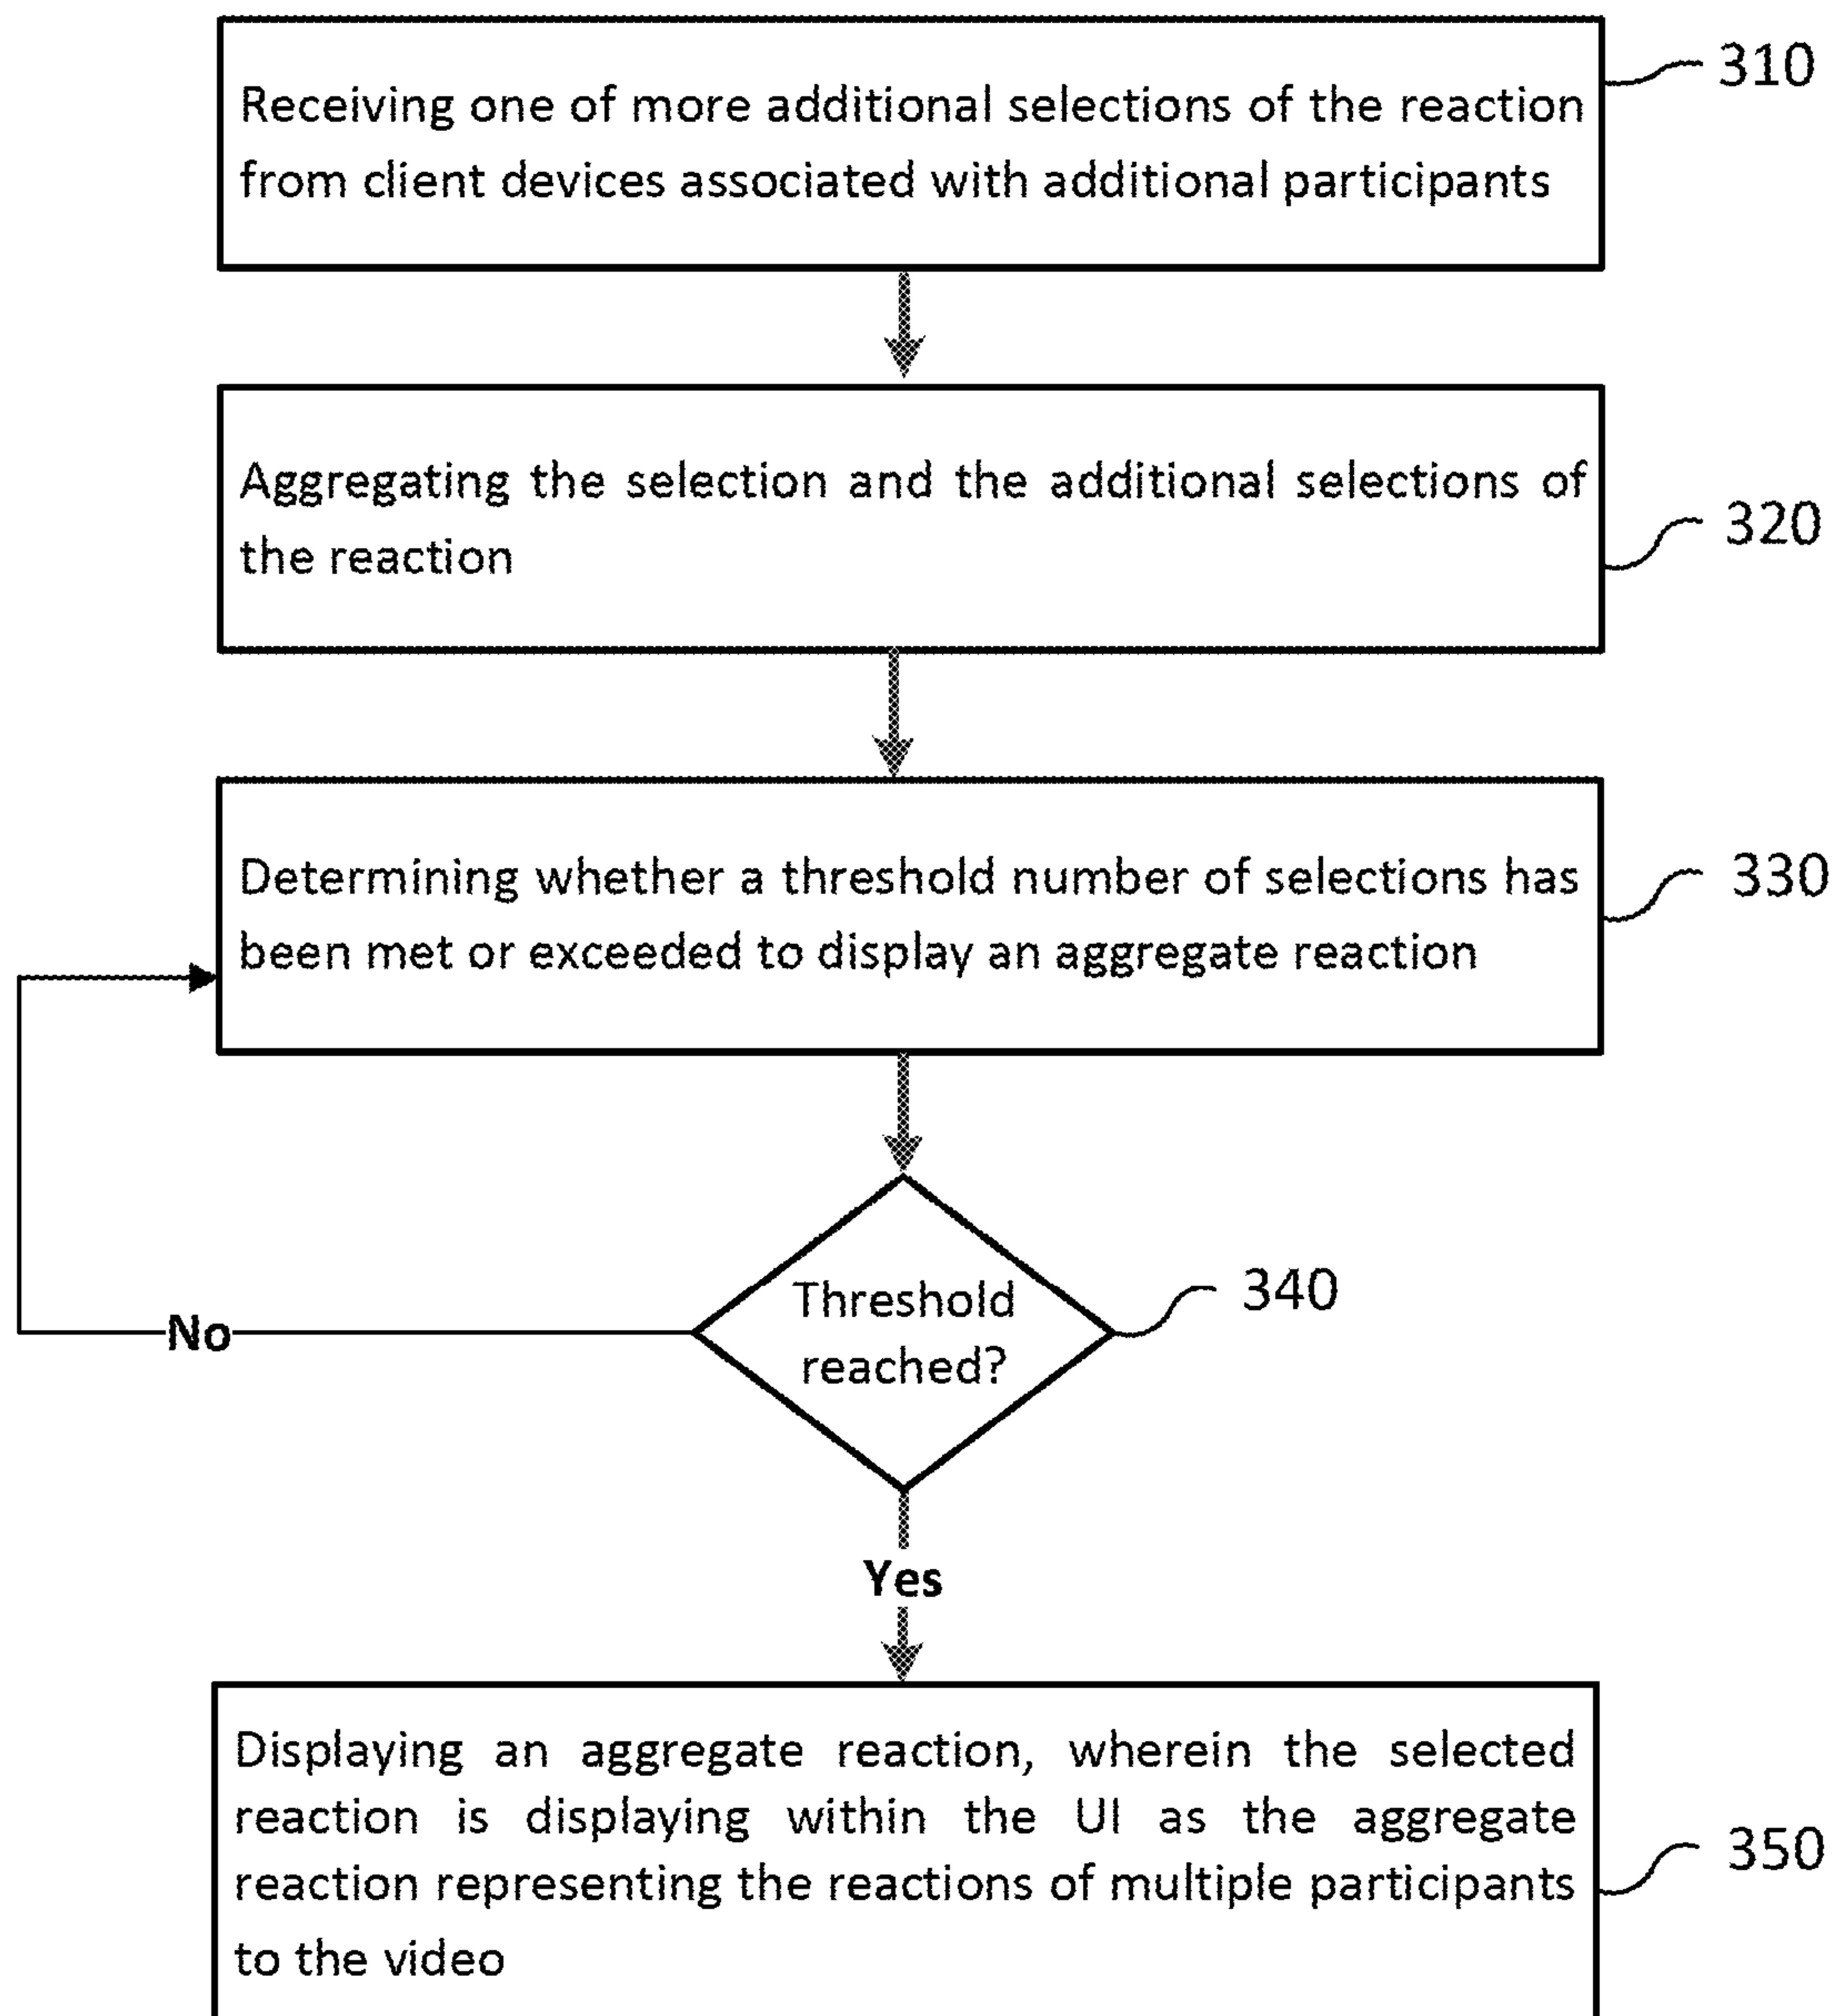 Receiving one of more additional selections of the reaction
from client devices associated with additional participants
310
Aggregating the selection and the additional selections of
the reaction
320
Determining whether a threshold number of selections has
been met or exceeded to display an aggregate reaction
330
Threshold
reached?
340
No
Yes
Displaying an aggregate reaction, wherein the selected
reaction is displaying within the UI as the aggregate
reaction representing the reactions of multiple participants
to the video
350